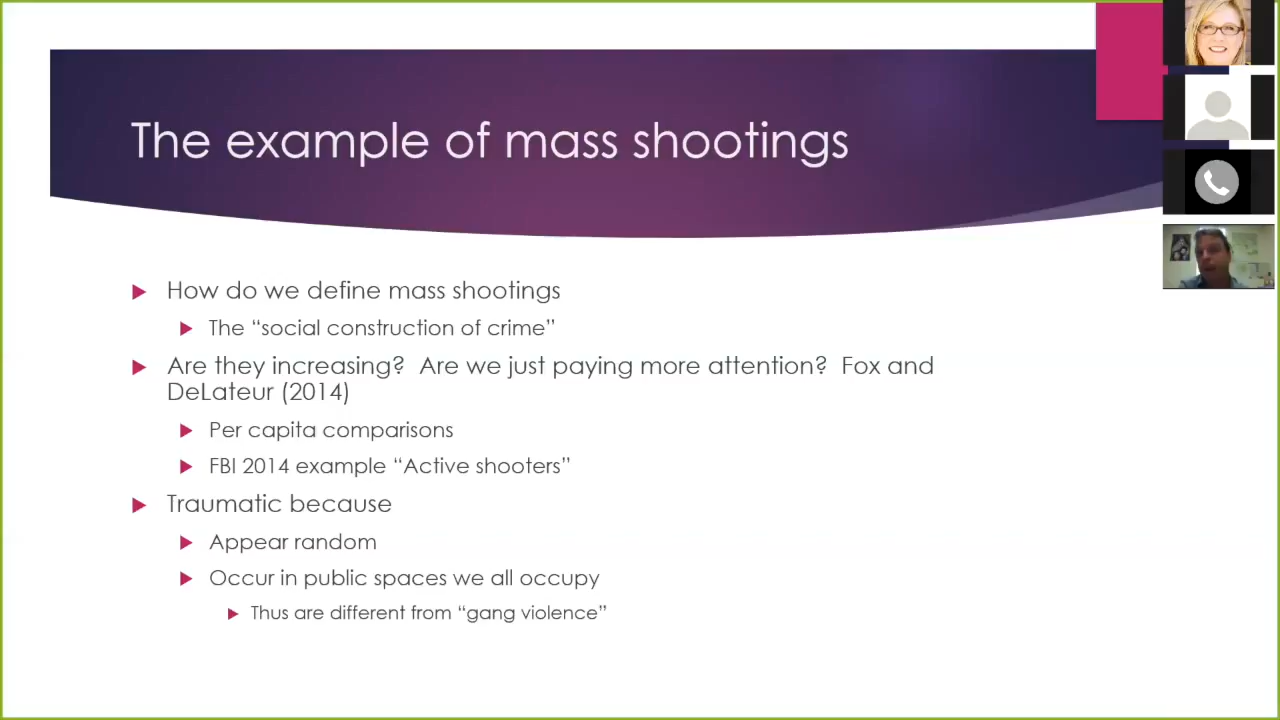 The example of mass shootings
How do we define mass shootings
The “social construction of crime”
Are they increasing?  Are we just paying more attention?  Fox and
DeLateur (2014)
Per capita comparisons
FBI 2014 example “Active shooters”
Traumatic because
Appear random
Occur in public spaces we all occupy
Thus are different from “gang violence”